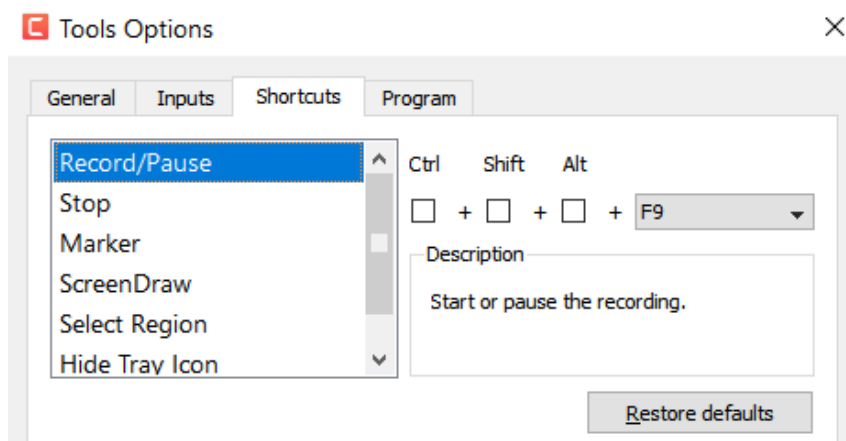 Tools Options
General Inputs Shortcuts Program
Record/Pause
Stop
Marker
ScreenDraw
Select Region
Hide Tray Icon
Ctrl Shift Alt
+ + + F9
Description
Start or pause the recording.
Restore defaults